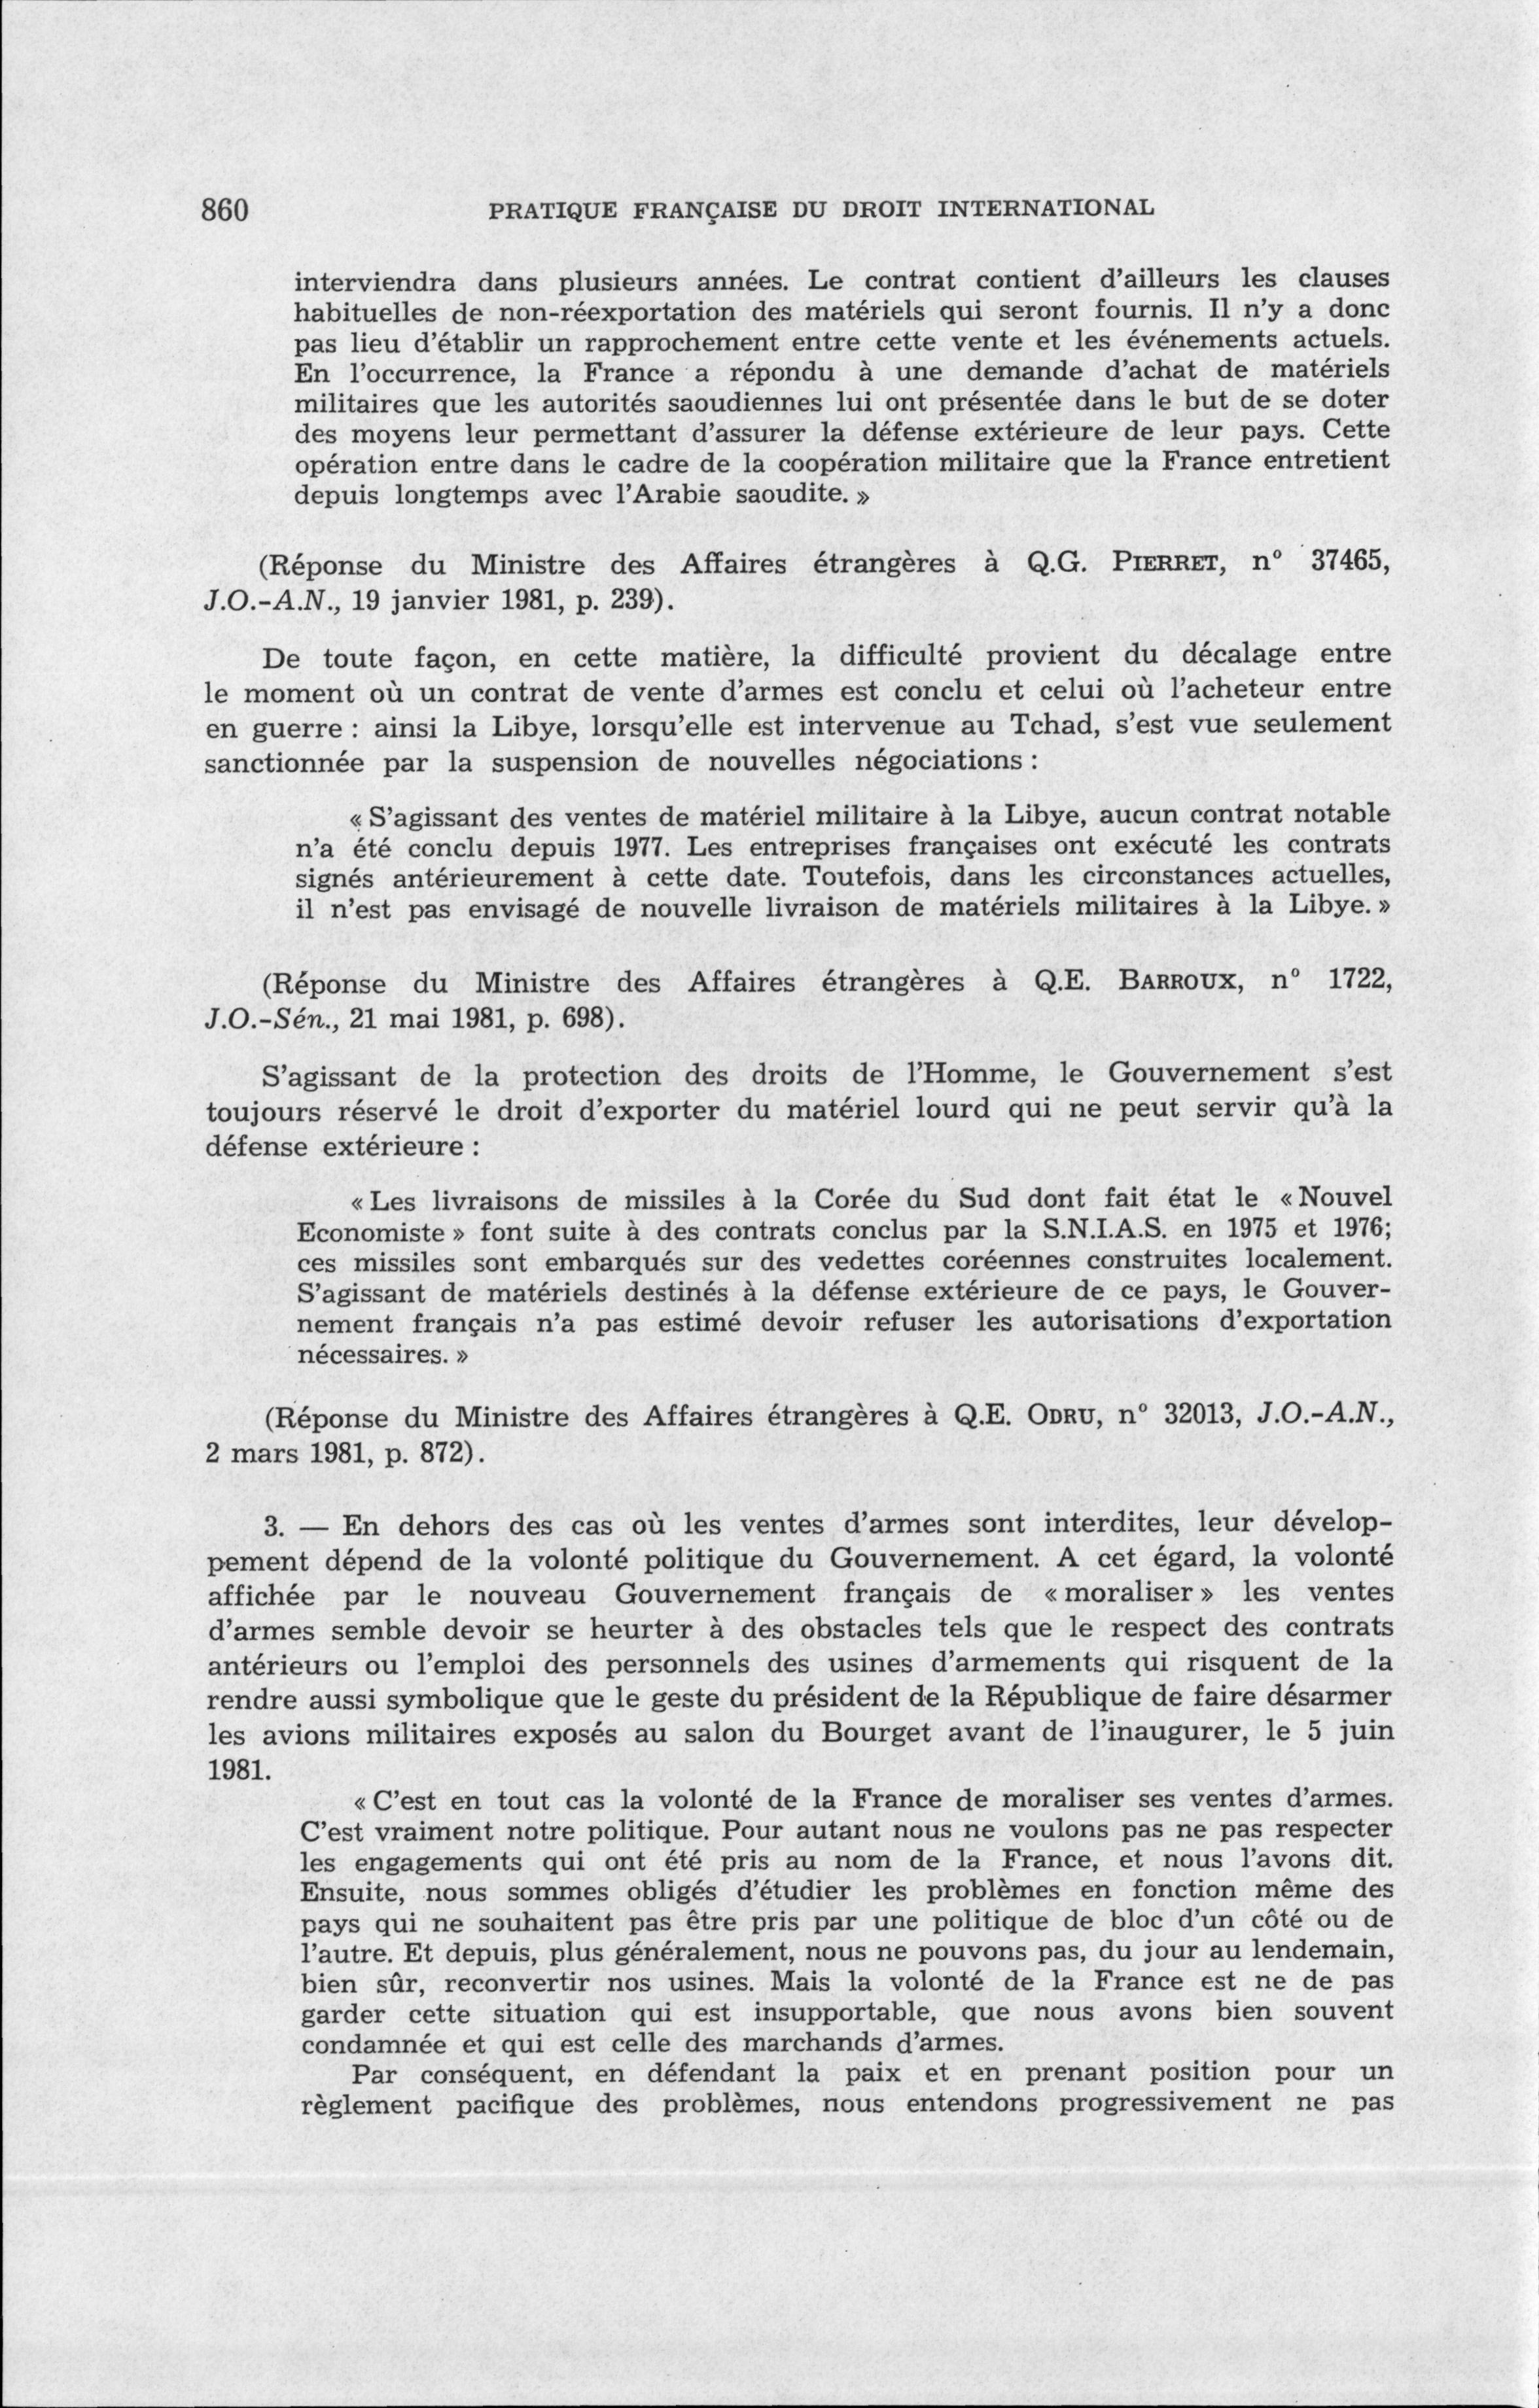 860 PRATIQUE FRANÇAISE DU DROIT INTERNATIONAL
interviendra dans plusieurs années. Le contrat contient d'ailleurs les clauses
habituelles de non-réexportation des matériels qui seront fournis. Il n'y a donc
pas lieu d'établir un rapprochement entre cette vente et les événements actuels.
En l'occurrence, la France a répondu à une demande d'achat de matériels
militaires que les autorités saoudiennes lui ont présentée dans le but de se doter
des moyens leur permettant d'assurer la défense extérieure de leur pays. Cette
opération entre dans le cadre de la coopération militaire que la France entretient
depuis longtemps avec l'Arabie saoudite. »
(Réponse du Ministre des Affaires étrangères à Q.G. PIERRET, n° 37465,
J.O.-A.N., 19 janvier 1981, p. 239).
De toute façon, en cette matière, la difficulté provient du décalage entre
le moment où un contrat de vente d'armes est conclu et celui où l'acheteur entre
en guerre : ainsi la Libye, lorsqu'elle est intervenue au Tchad, s'est vue seulement
sanctionnée par la suspension de nouvelles négociations :
« S'agissant des ventes de matériel militaire à la Libye, aucun contrat notable
n'a été conclu depuis 1977. Les entreprises françaises ont exécuté les contrats
signés antérieurement à cette date. Toutefois, dans les circonstances actuelles,
il n'est pas envisagé de nouvelle livraison de matériels militaires à la Libye. »
(Réponse du Ministre des Affaires étrangères à Q.E. BARROUX, n° 1722,
J.O.-Sén., 21 mai 1981, p. 698).
S'agissant de la protection des droits de l'Homme, le Gouvernement s'est
toujours réservé le droit d'exporter du matériel lourd qui ne peut servir qu'à la
défense extérieure :
« Les livraisons de missiles à la Corée du Sud dont fait état le « Nouvel
Economiste » font suite à des contrats conclus par la S.N.I.A.S. en 1975 et 1976;
ces missiles sont embarqués sur des vedettes coréennes construites localement.
S'agissant de matériels destinés à la défense extérieure de ce pays, le Gouver-
nement français n'a pas estimé devoir refuser les autorisations d'exportation
nécessaires. »
(Réponse du Ministre des Affaires étrangères à Q.E. ODRU, n° 32013, J.O.-A.N.,
2 mars 1981, p. 872).
3. — En dehors des cas où les ventes d'armes sont interdites, leur dévelop-
pement dépend de la volonté politique du Gouvernement. A cet égard, la volonté
affichée par le nouveau Gouvernement français de « moraliser » les ventes
d'armes semble devoir se heurter à des obstacles tels que le respect des contrats
antérieurs ou l'emploi des personnels des usines d'armements qui risquent de la
rendre aussi symbolique que le geste du président de la République de faire désarmer
les avions militaires exposés au salon du Bourget avant de l'inaugurer, le 5 juin
1981.
« C'est en tout cas la volonté de la France de moraliser ses ventes d'armes.
C'est vraiment notre politique. Pour autant nous ne voulons pas ne pas respecter
les engagements qui ont été pris au nom de la France, et nous l'avons dit.
Ensuite, nous sommes obligés d'étudier les problèmes en fonction même des
pays qui ne souhaitent pas être pris par une politique de bloc d'un côté ou de
l'autre. Et depuis, plus généralement, nous ne pouvons pas, du jour au lendemain,
bien sûr, reconvertir nos usines. Mais la volonté de la France est ne de pas
garder cette situation qui est insupportable, que nous avons bien souvent
condamnée et qui est celle des marchands d'armes.
Par conséquent, en défendant la paix et en prenant position pour un
règlement pacifique des problèmes, nous entendons progressivement ne pas